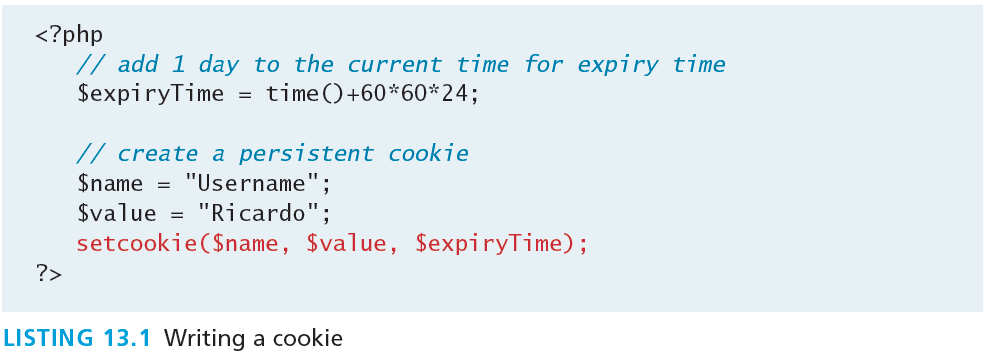 <?php
// add 1 day to the current time for expiry time
$expiryTime = time()+60*60*24;
// create a persistent cookie
$name = "Username";
$value = "Ricardo";
setcookie($name, $value, $expiryTime);
?>
LISTING 13.1 Writing a cookie